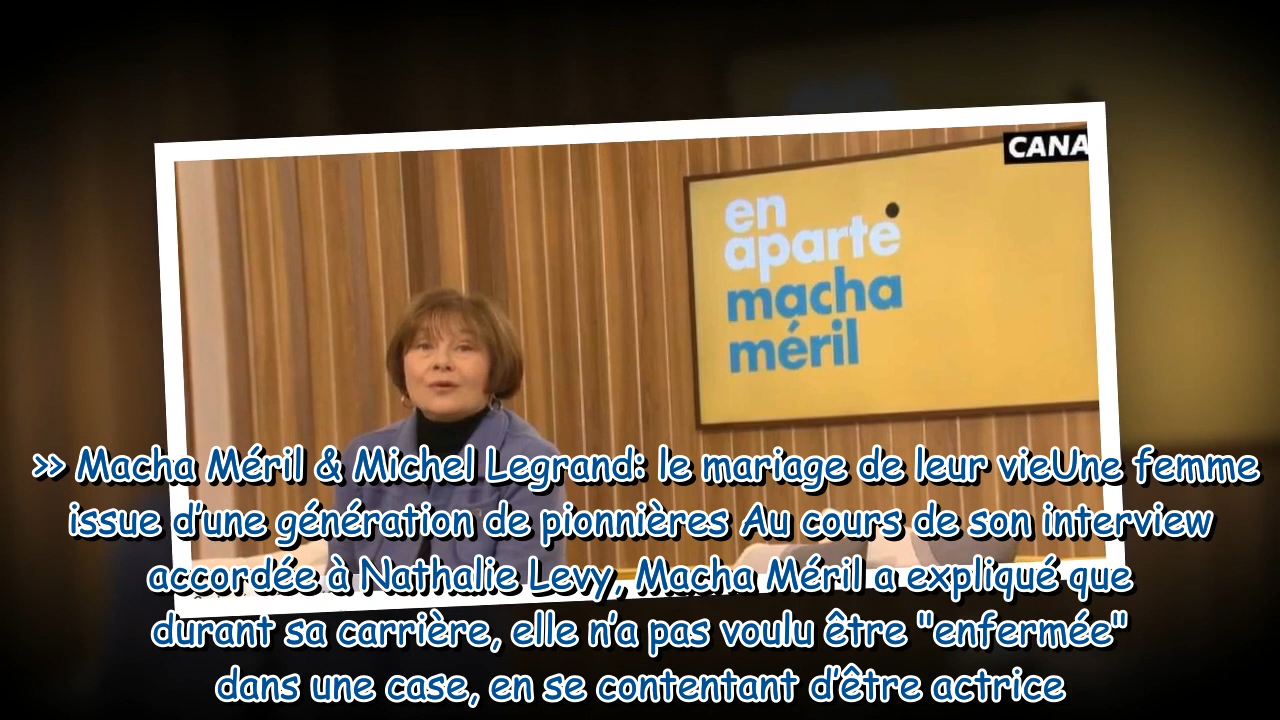 CANA
en
aparté
macha
méril
>> Macha Méril & Michel Legrand: le mariage de leur vieUne femme
issue d'une génération de pionnières Au cours de son interview
accordée à Nathalie Levy, Macha Méril a expliqué que
durant sa carrière, elle n'a pas voulu être "enfermée"
dans une case, en se contentant d'être actrice